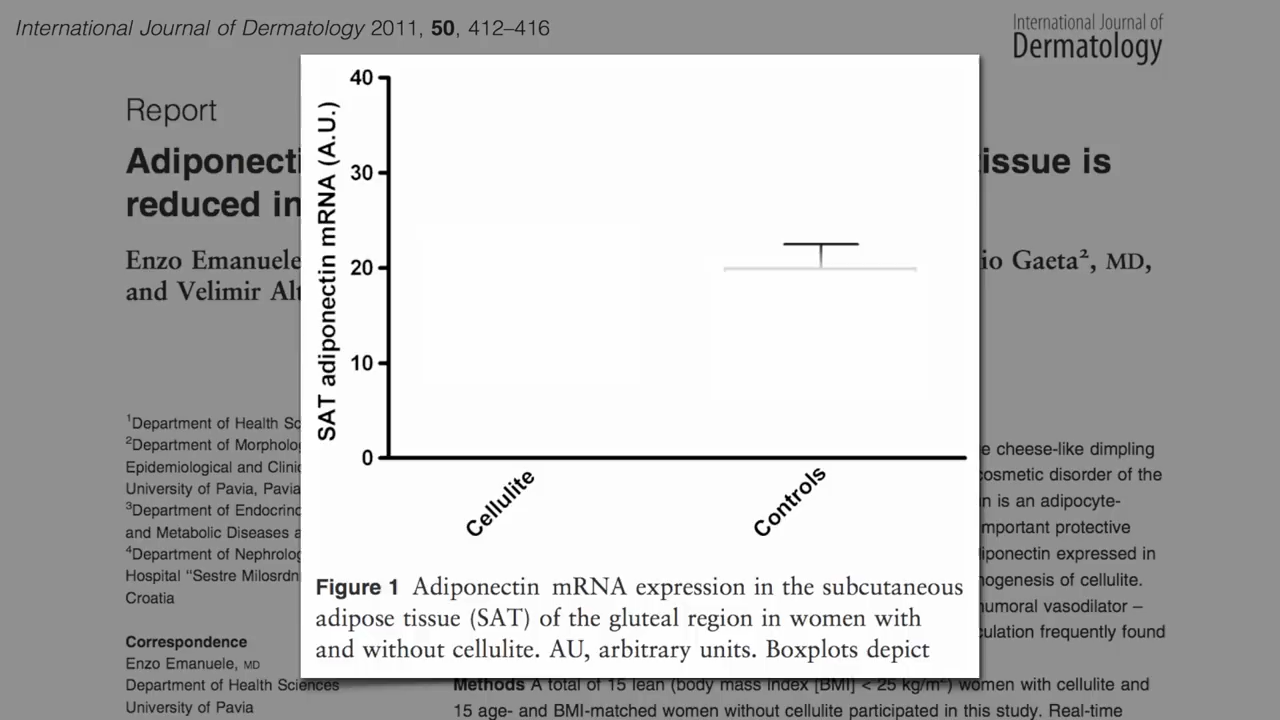 International Journal of Dermatology 2011, 50, 412–416
International Journal of
Dermatology
Report
Adiponecti
tissue is
reduced in
Enzo Emanuele
io Gaeta², MD,
and Velimir Alt
¹Department of Health Sc
²Department of Morpholog
Epidemiological and Clinic
University of Pavia, Pavia
³Department of Endocrino
and Metabolic Diseases a
⁴Department of Nephrolog
Hospital "Sestre Milosrdni
Croatia
Correspondence
Enzo Emanuele, MD
Department of Health Sciences
University of Pavia
e cheese-like dimpling
cosmetic disorder of the
n is an adipocyte-
mportant protective
iponectin expressed in
hogenesis of cellulite.
humoral vasodilator –
culation frequently found
Methods A total of 15 lean (body mass index [BMI] < 25 kg/m²) women with cellulite and
15 age- and BMI-matched women without cellulite participated in this study. Real-time
SAT adiponectin mRNA (A.U.)
40
30
20
10
0
Cellulite
Controls
Figure 1 Adiponectin mRNA expression in the subcutaneous
adipose tissue (SAT) of the gluteal region in women with
and without cellulite. AU, arbitrary units. Boxplots depict